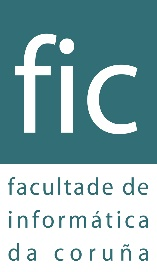 fic
facultade de
informática
da coruña